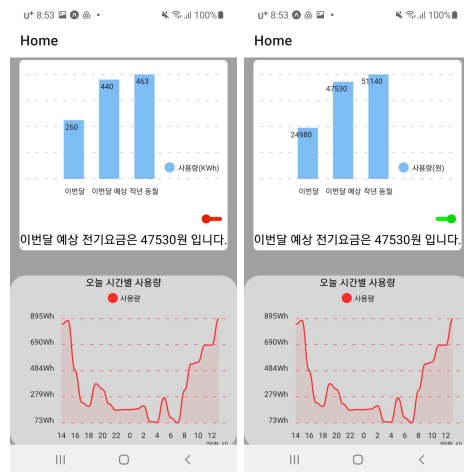 U⁺ 8:53
100%
Home
463
440
260
사용량(KWh)
이번달 이번달 예상 작년 동월
이번달 예상 전기요금은 47530원 입니다.
오늘 시간별 사용량
사용량
895Wh
690Wh
484Wh
279Wh
73Wh
14 16 18 20 22 0 2 4 6 8 10 12
U⁺ 8:53
100%
Home
51140
47530
24980
사용량(원)
이번달 이번달 예상 작년 동월
이번달 예상 전기요금은 47530원 입니다.
오늘 시간별 사용량
사용량
895Wh
690Wh
484Wh
279Wh
73Wh
14 16 18 20 22 0 2 4 6 8 10 12